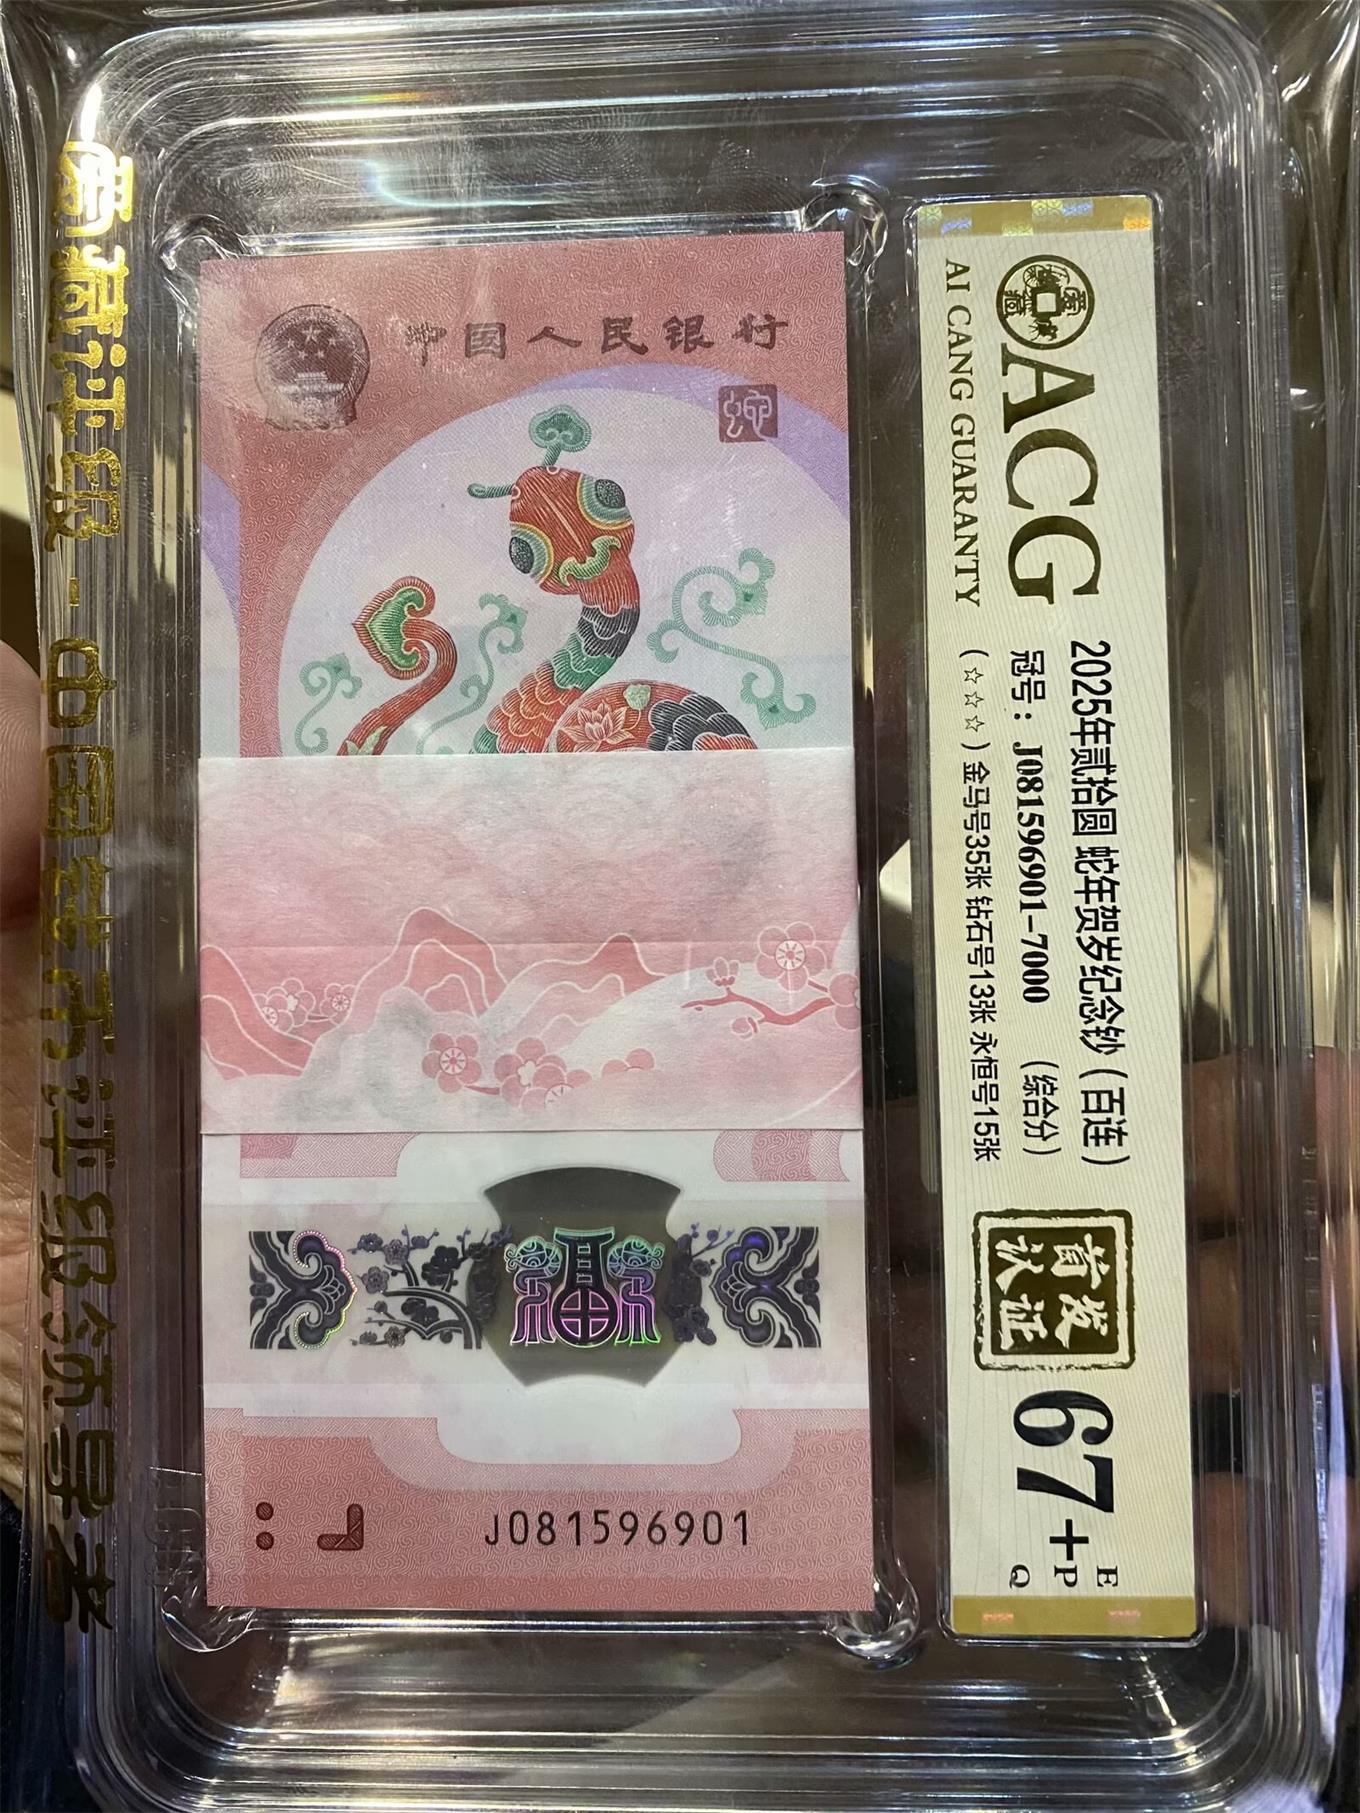 爱藏评级 - 中国钱币评级领导者
中国人民银行
蛇
J081596901
ACG
AI CANG GUARANTY
2025年贰拾圆 蛇年贺岁纪念钞（百连）
冠号：J081596901-7000 （综合分）
（☆☆☆）金马号35张 钻石号13张 永恒号15张
首发
认证
67+
E
P
Q